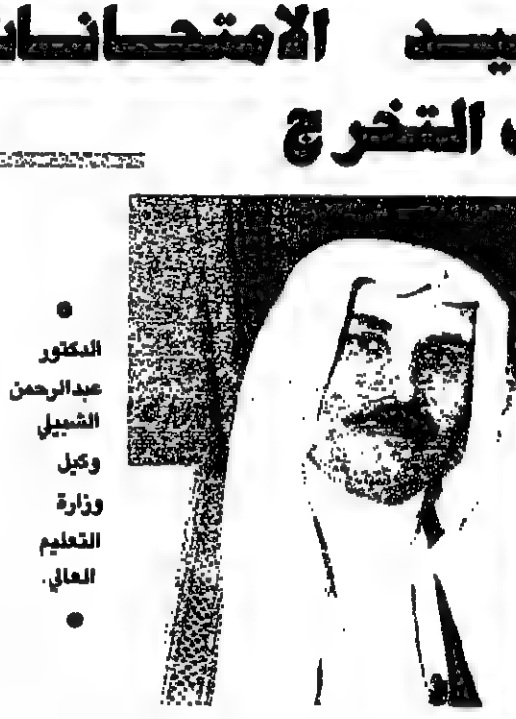 الامتحانات
التخرج
الدكتور
عبدالرحمن
الشبيلي
وكيل
وزارة
التعليم
العالي.